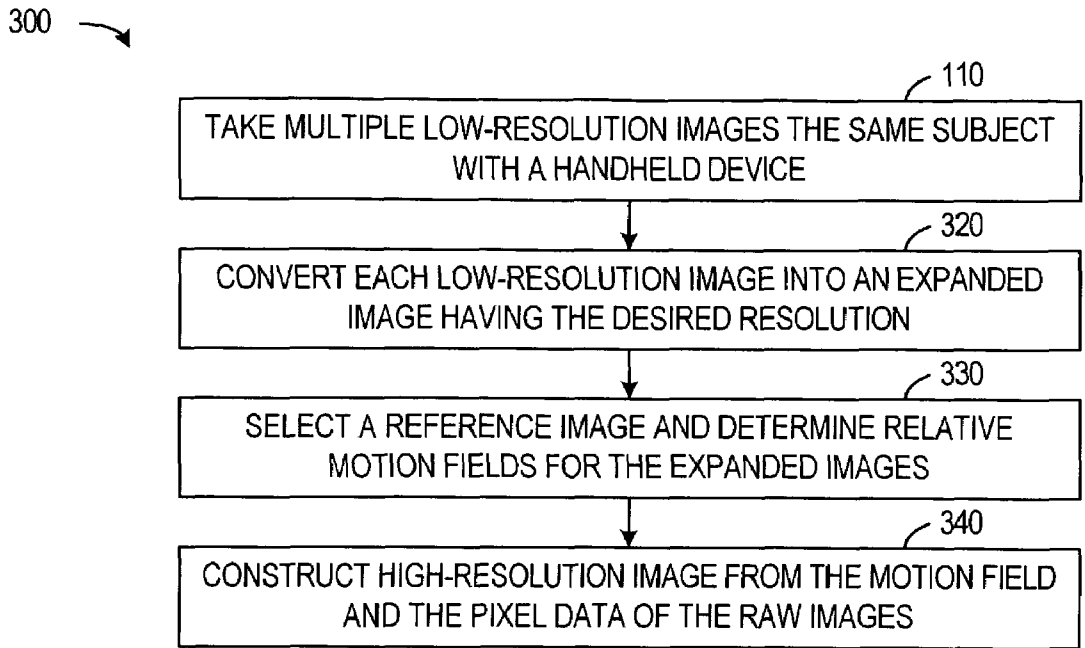 300
110
TAKE MULTIPLE LOW-RESOLUTION IMAGES THE SAME SUBJECT
WITH A HANDHELD DEVICE
320
CONVERT EACH LOW-RESOLUTION IMAGE INTO AN EXPANDED
IMAGE HAVING THE DESIRED RESOLUTION
330
SELECT A REFERENCE IMAGE AND DETERMINE RELATIVE
MOTION FIELDS FOR THE EXPANDED IMAGES
340
CONSTRUCT HIGH-RESOLUTION IMAGE FROM THE MOTION FIELD
AND THE PIXEL DATA OF THE RAW IMAGES